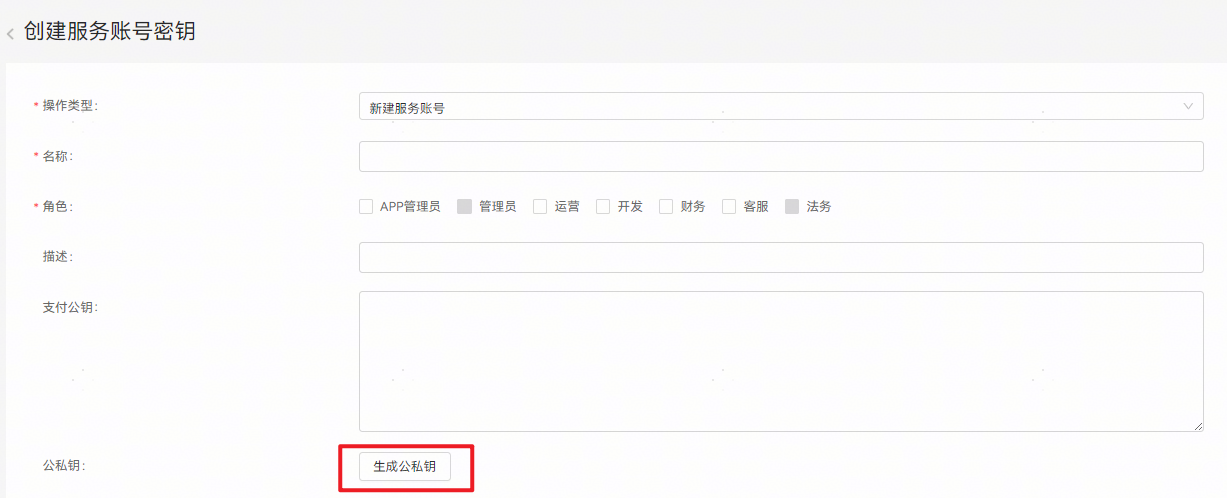 创建服务账号密钥
* 操作类型： 新建服务账号
* 名称：
* 角色： APP管理员 管理员 运营 开发 财务 客服 法务
描述：
支付公钥：
公私钥： 生成公私钥